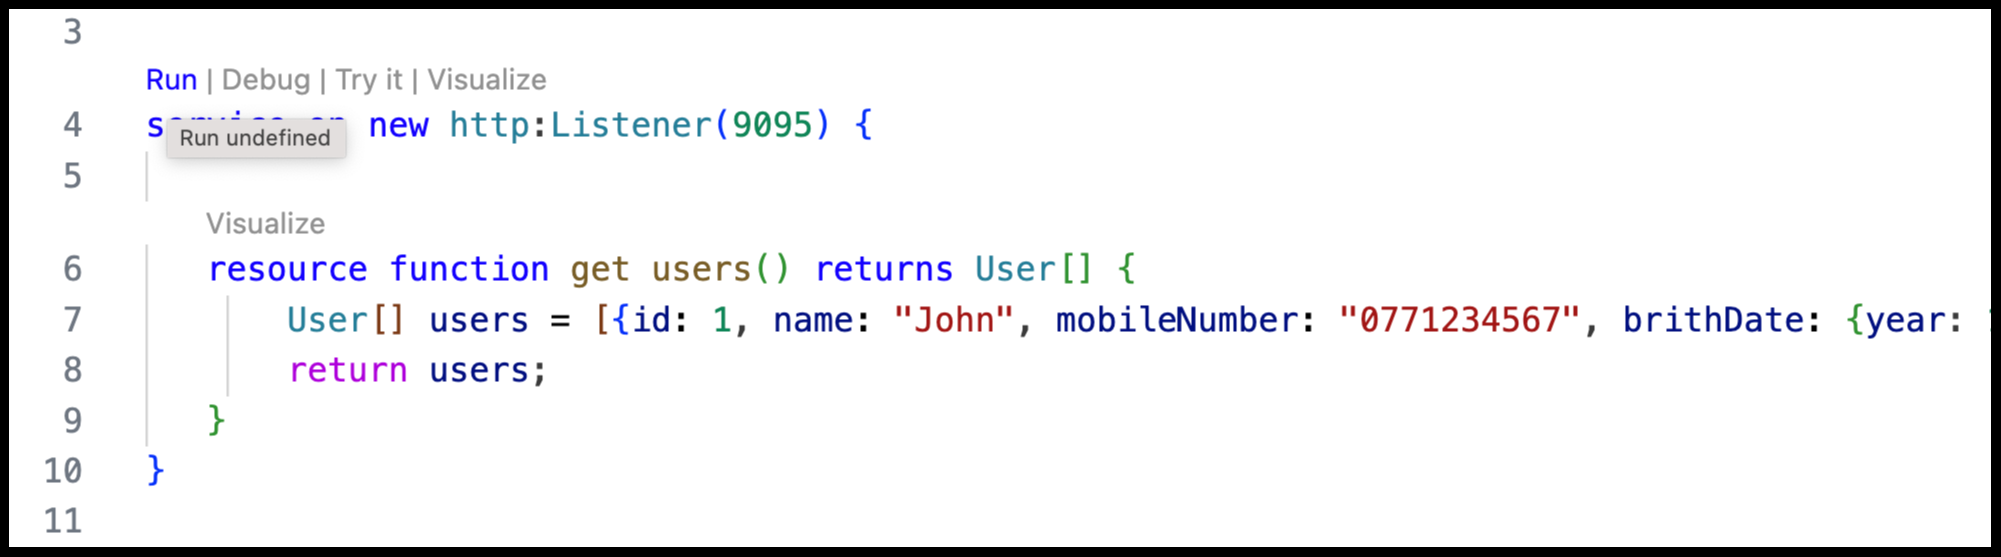 3
Run | Debug | Try it | Visualize
4 service on new http:Listener(9095) {
Run undefined
5
Visualize
6 resource function get users() returns User[] {
7 User[] users = [{id: 1, name: "John", mobileNumber: "0771234567", brithDate: {year:
8 return users;
9 }
10 }
11